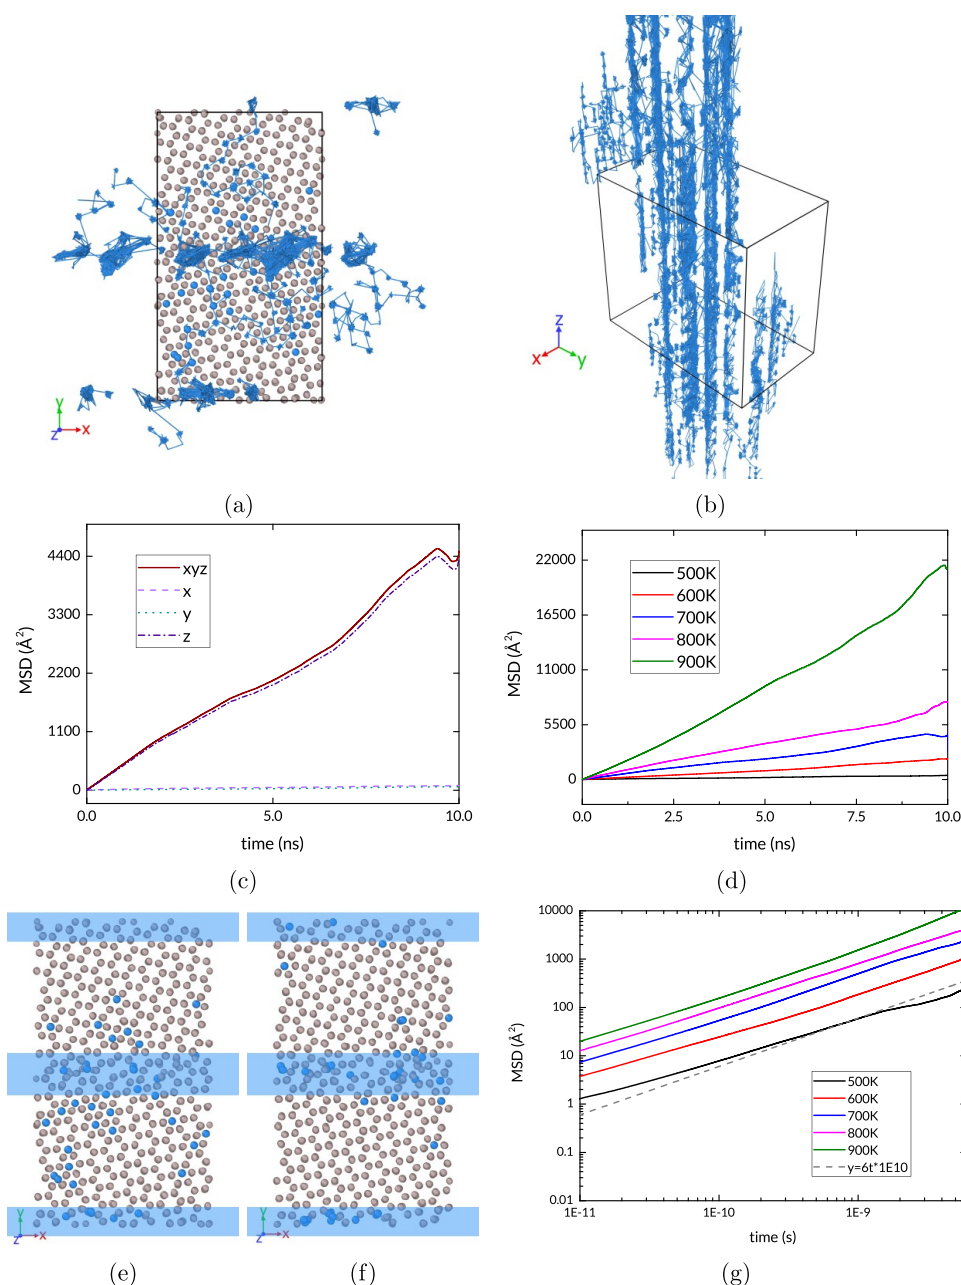 y
z x
(a)
z
x y
(b)
MSD (Å²)
4400
3300
2200
1100
0
xyz
x
y
z
0.0 5.0 10.0
time (ns)
(c)
MSD (Å²)
22000
16500
11000
5500
0
500K
600K
700K
800K
900K
0.0 2.5 5.0 7.5 10.0
time (ns)
(d)
y
z x
(e)
y
z x
(f)
MSD (Å²)
10000
1000
100
10
1
0.1
0.01
500K
600K
700K
800K
900K
y=6t*1E10
1E-11 1E-10 1E-9
time (s)
(g)